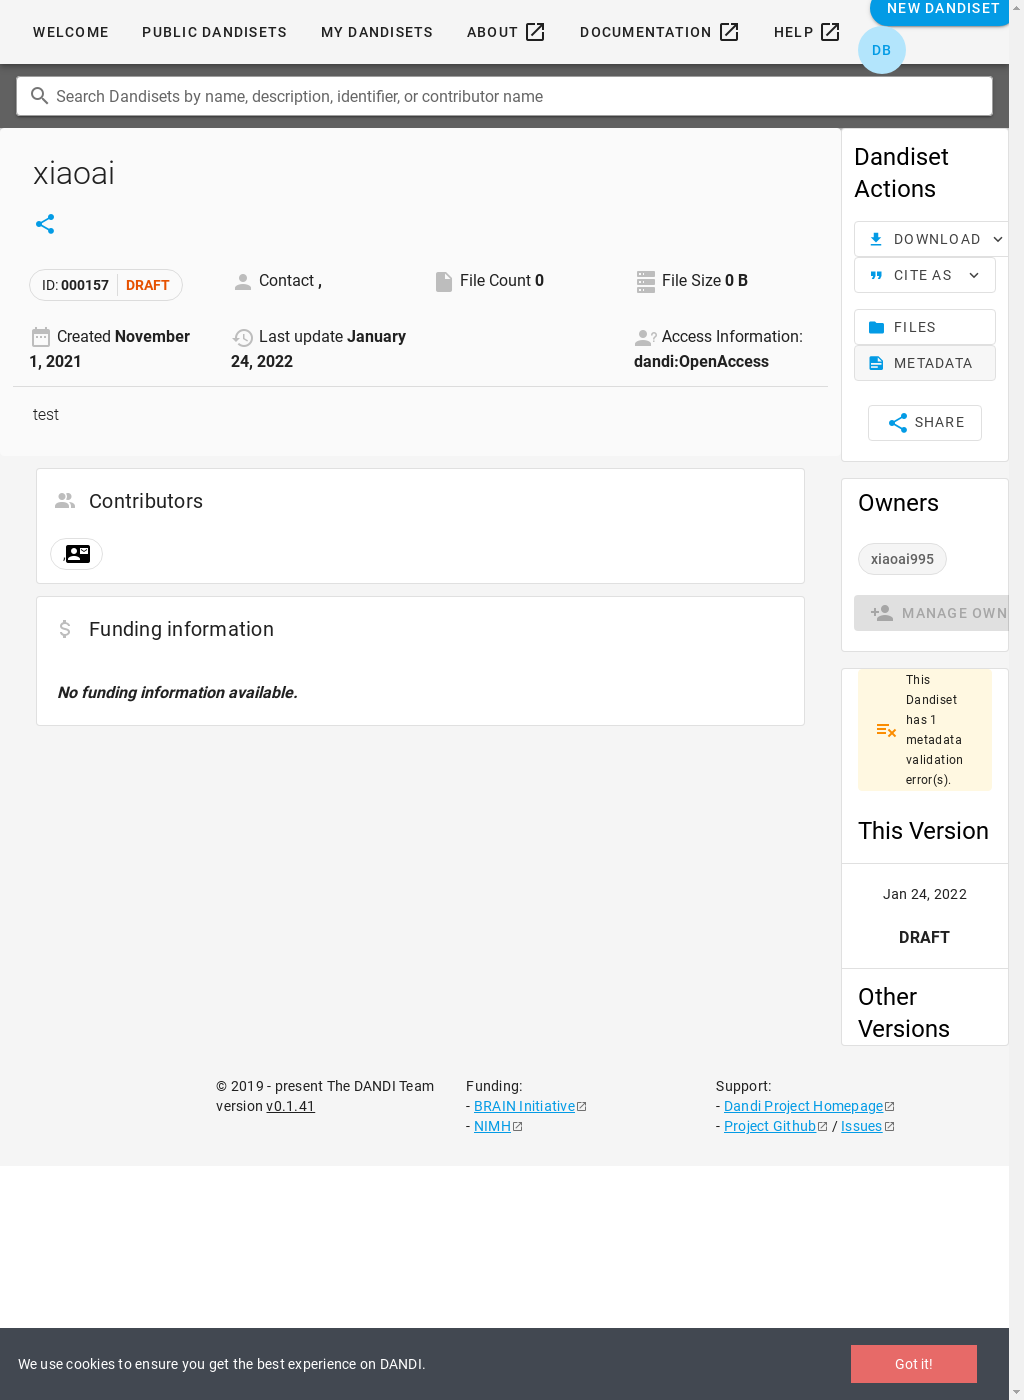 WELCOME PUBLIC DANDISETS MY DANDISETS ABOUT DOCUMENTATION HELP NEW DANDISET
DB
Search Dandisets by name, description, identifier, or contributor name
xiaoai
ID: 000157 DRAFT
Contact ,
File Count 0
File Size 0 B
Created November
1, 2021
Last update January
24, 2022
Access Information:
dandi:OpenAccess
test
Contributors
,
Funding information
No funding information available.
Dandiset
Actions
DOWNLOAD
CITE AS
FILES
METADATA
SHARE
Owners
xiaoai995
MANAGE OWN
This
Dandiset
has 1
metadata
validation
error(s).
This Version
Jan 24, 2022
DRAFT
Other
Versions
© 2019 - present The DANDI Team
version v0.1.41
Funding:
- BRAIN Initiative
- NIMH
Support:
- Dandi Project Homepage
- Project Github / Issues
We use cookies to ensure you get the best experience on DANDI.
Got it!